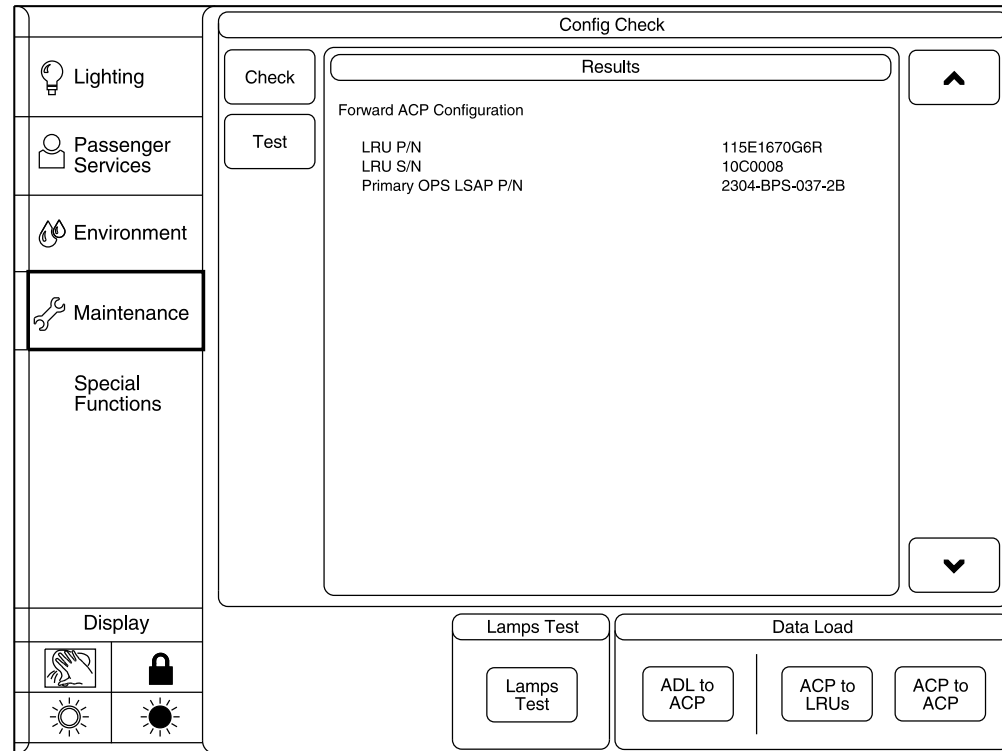 Lighting
Passenger
Services
Environment
Maintenance
Special
Functions
Display
Config Check
Check
Test
Results
Forward ACP Configuration
LRU P/N 115E1670G6R
LRU S/N 10C0008
Primary OPS LSAP P/N 2304-BPS-037-2B
Lamps Test
Lamps
Test
Data Load
ADL to
ACP
ACP to
LRUs
ACP to
ACP